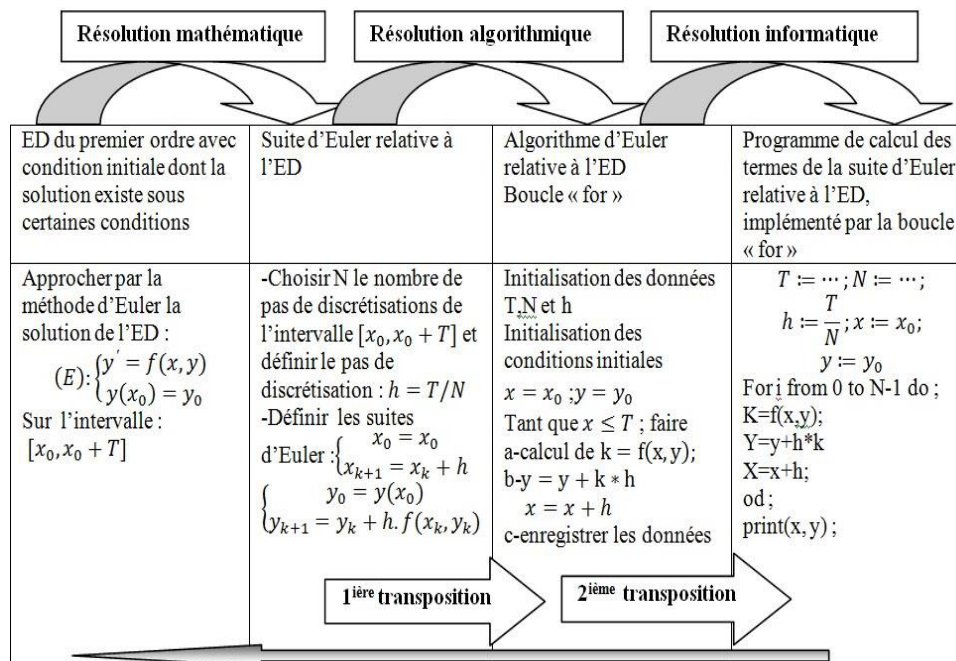 Résolution mathématique
Résolution algorithmique
Résolution informatique
ED du premier ordre avec
condition initiale dont la
solution existe sous
certaines conditions
Suite d'Euler relative à
l'ED
Algorithme d'Euler
relative à l'ED
Boucle « for »
Programme de calcul des
termes de la suite d'Euler
relative à l'ED,
implémenté par la boucle
« for »
Approcher par la
méthode d'Euler la
solution de l'ED :
(E): { y′ = f(x, y)
y(x₀) = y₀
Sur l'intervalle :
[x₀, x₀ + T]
-Choisir N le nombre de
pas de discrétisations de
l'intervalle [x₀, x₀ + T] et
définir le pas de
discrétisation : h = T/N
-Définir les suites
d'Euler : { x₀ = x₀
xₖ₊₁ = xₖ + h
{ y₀ = y(x₀)
yₖ₊₁ = yₖ + h. f(xₖ, yₖ)
Initialisation des données
T,N et h
Initialisation des
conditions initiales
x = x₀ ; y = y₀
Tant que x ≤ T ; faire
a-calcul de k = f(x, y);
b-y = y + k * h
x = x + h
c-enregistrer les données
T := ⋯ ; N := ⋯ ;
h := T/N ; x := x₀;
y := y₀
For i from 0 to N-1 do ;
K=f(x,y);
Y=y+h*k
X=x+h;
od ;
print(x, y) ;
1ière transposition
2ième transposition